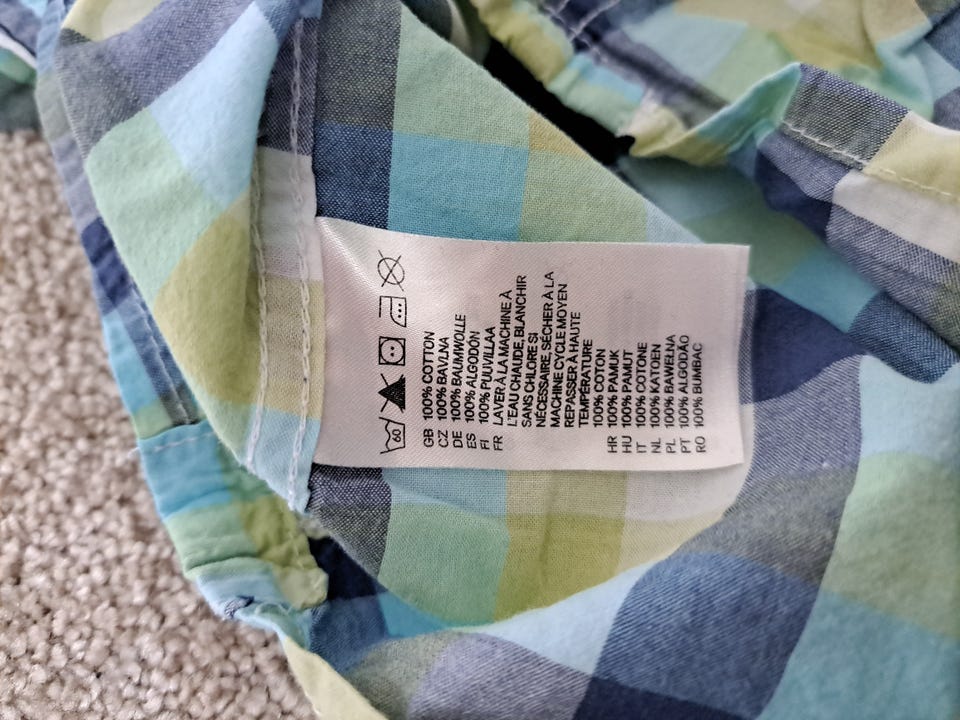 60
GB 100% COTTON
CZ 100% BAVLNA
DE 100% BAUMWOLLE
ES 100% ALGODON
FI 100% PUUVILLAA
FR LAVER À LA MACHINE À
L'EAU CHAUDE, BLANCHIR
SANS CHLORE SI
NÉCESSAIRE, SÉCHER À LA
MACHINE CYCLE MOYEN
REPASSER À HAUTE
TEMPÉRATURE
100% COTON
HR 100% PAMUK
HU 100% PAMUT
IT 100% COTONE
NL 100% KATOEN
PL 100% BAWEŁNA
PT 100% ALGODÃO
RO 100% BUMBAC